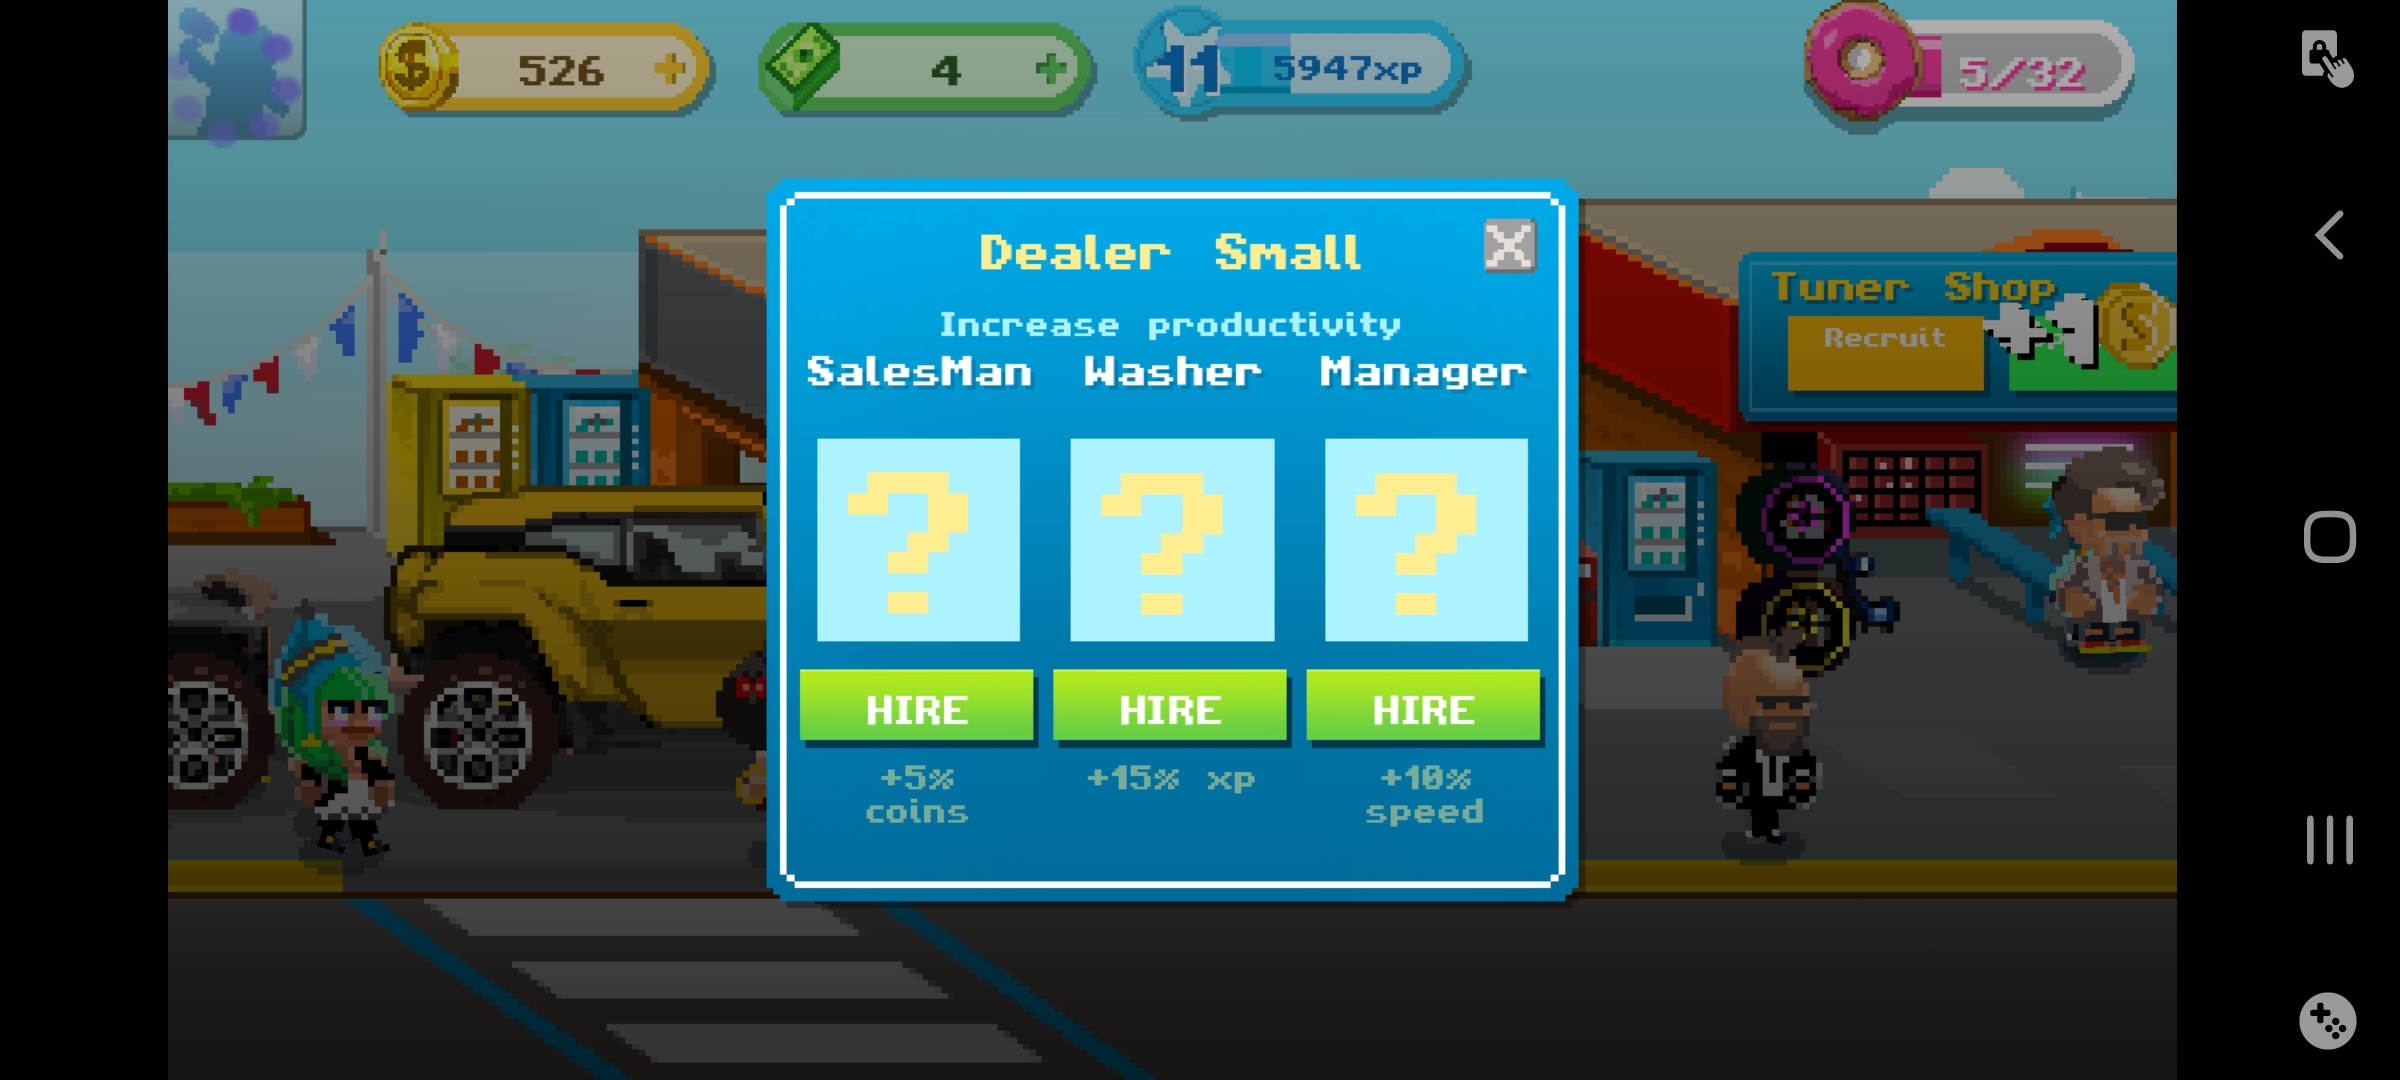 526 +
4 +
11 5947xp
5/32
Dealer Small
X
Increase productivity
SalesMan Washer Manager
? ? ?
HIRE HIRE HIRE
+5% coins
+15% xp
+10% speed
Tuner Shop
Recruit